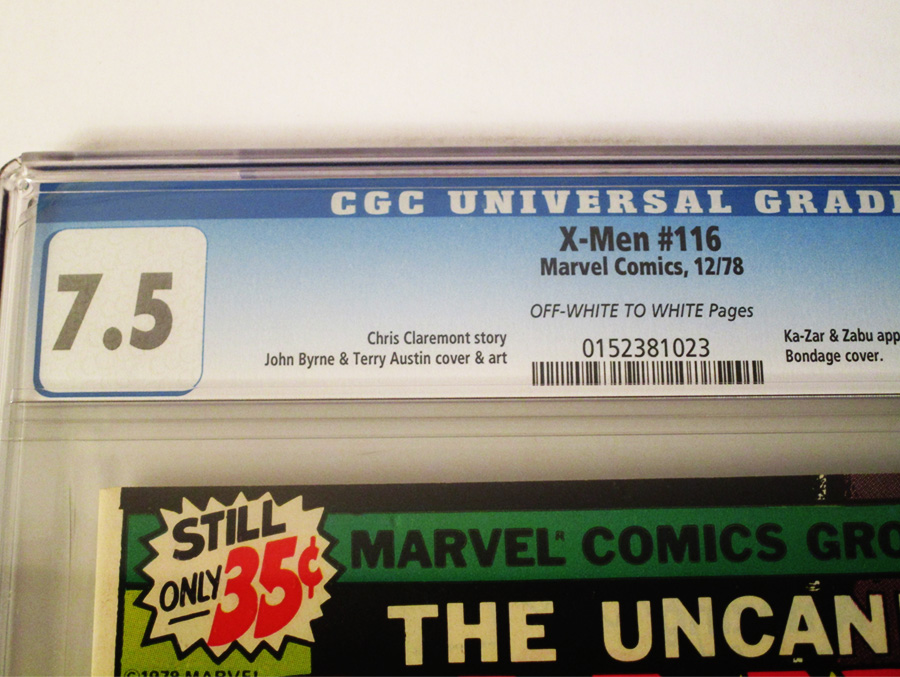 CGC UNIVERSAL GRAD
7.5
X-Men #116
Marvel Comics, 12/78
OFF-WHITE TO WHITE Pages
Chris Claremont story
John Byrne & Terry Austin cover & art
0152381023
Ka-Zar & Zabu app
Bondage cover.
STILL
ONLY 35¢
MARVEL COMICS GRO
THE UNCAN
©1978 MARVEL